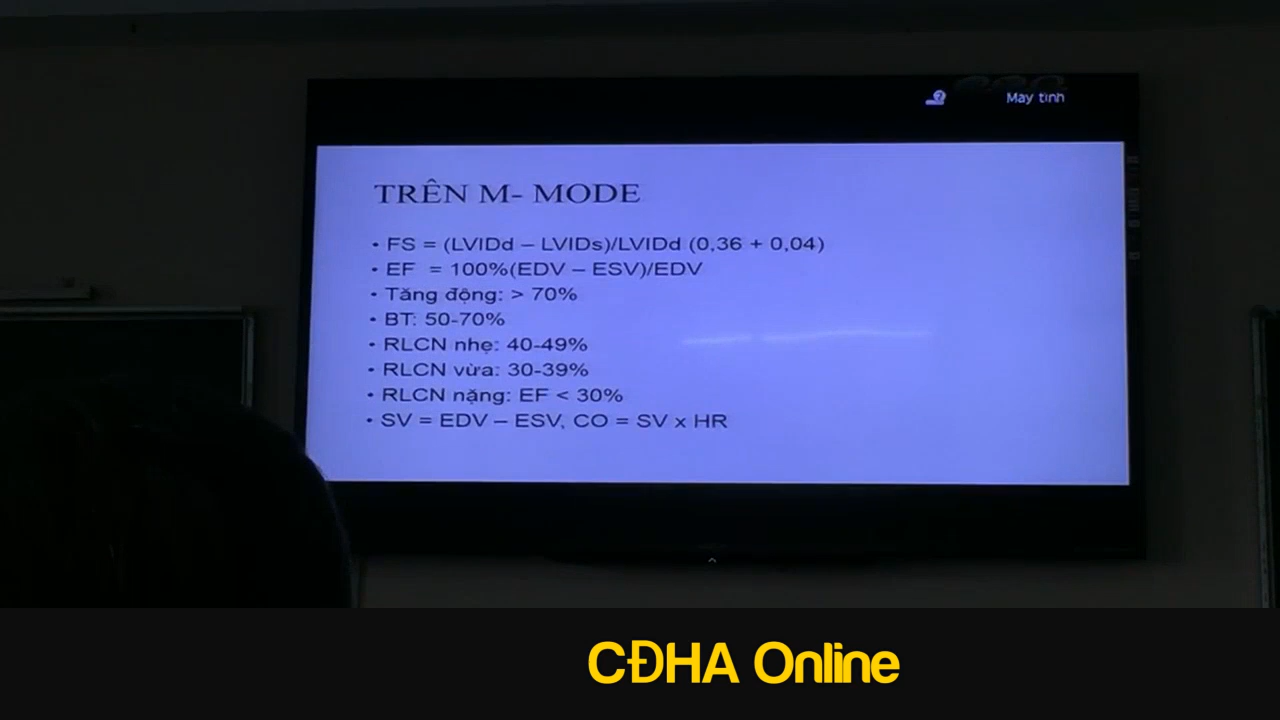 Máy tính
TRÊN M- MODE
• FS = (LVIDd – LVIDs)/LVIDd (0,36 + 0,04)
• EF = 100%(EDV – ESV)/EDV
• Tăng động: > 70%
• BT: 50-70%
• RLCN nhẹ: 40-49%
• RLCN vừa: 30-39%
• RLCN nặng: EF < 30%
• SV = EDV – ESV, CO = SV x HR
CĐHA Online